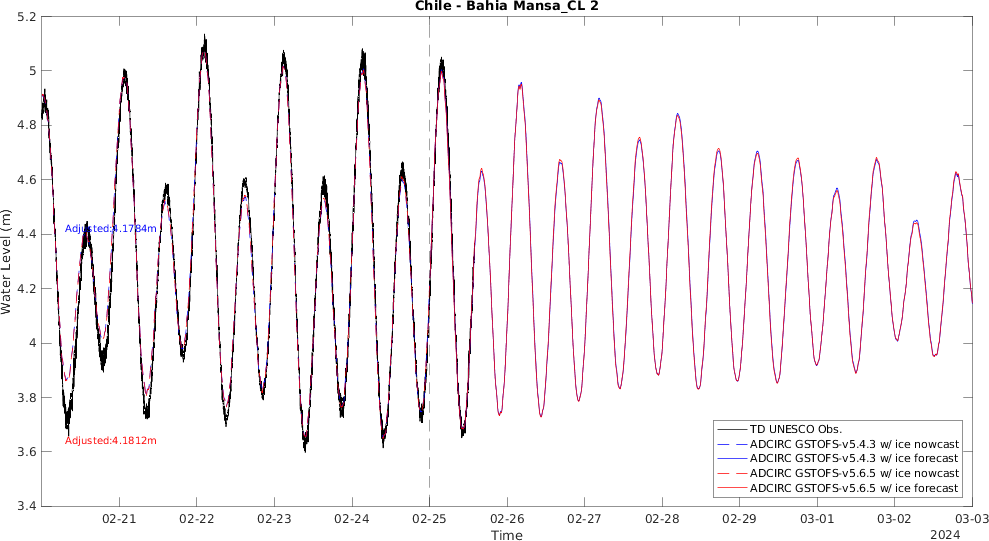 Chile - Bahia Mansa_CL 2
5.2
5
4.8
4.6
4.4
4.2
4
3.8
3.6
3.4
Water Level (m)
Adjusted:4.1784m
Adjusted:4.1812m
TD UNESCO Obs.
ADCIRC GSTOFS-v5.4.3 w/ ice nowcast
ADCIRC GSTOFS-v5.4.3 w/ ice forecast
ADCIRC GSTOFS-v5.6.5 w/ ice nowcast
ADCIRC GSTOFS-v5.6.5 w/ ice forecast
02-21 02-22 02-23 02-24 02-25 02-26 02-27 02-28 02-29 03-01 03-02 03-03
Time
2024